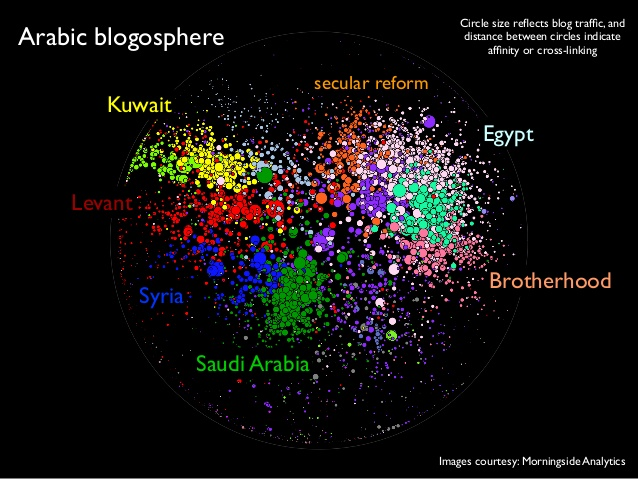 Arabic blogosphere
Circle size reflects blog traffic, and
distance between circles indicate
affinity or cross-linking
secular reform
Kuwait
Egypt
Levant
Brotherhood
Syria
Saudi Arabia
Images courtesy: Morningside Analytics